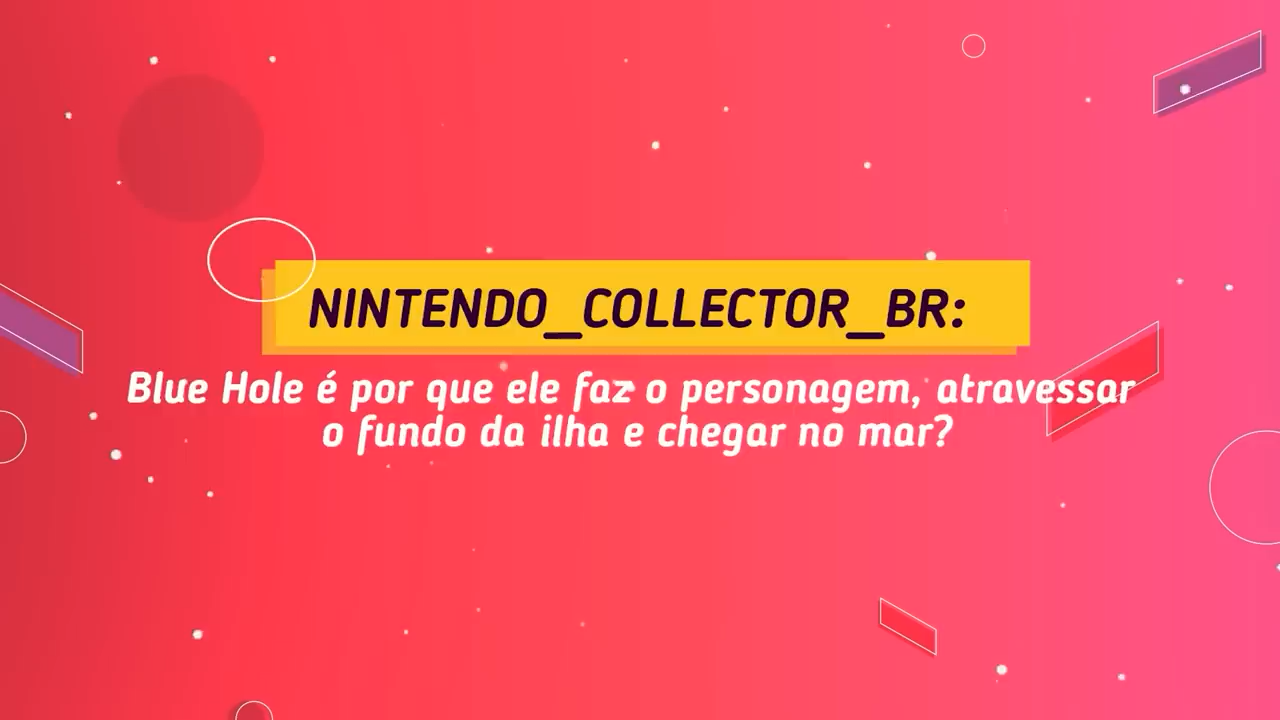 NINTENDO_COLLECTOR_BR:
Blue Hole é por que ele faz o personagem, atravessar
o fundo da ilha e chegar no mar?